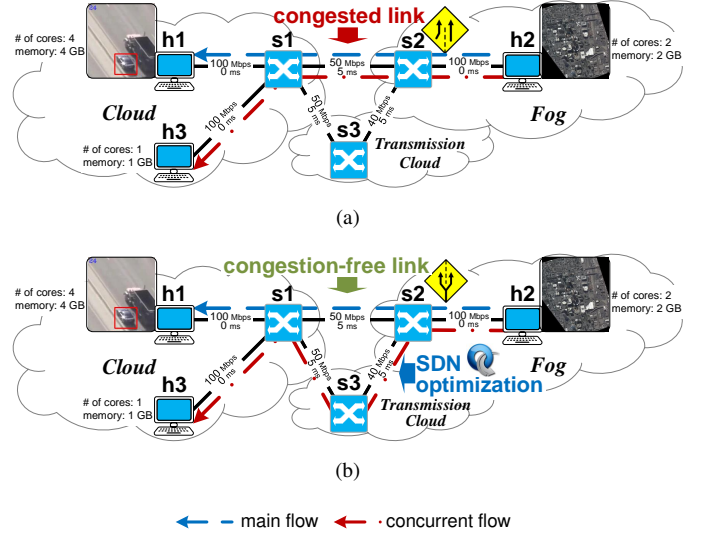 congested link
# of cores: 4
memory: 4 GB
h1
s1
s2
h2
# of cores: 2
memory: 2 GB
100 Mbps
0 ms
50 Mbps
5 ms
100 Mbps
0 ms
Cloud
Fog
100 Mbps
0 ms
50
5 ms
40 Mbps
5 ms
h3
s3
Transmission
Cloud
# of cores: 1
memory: 1 GB
(a)
congestion-free link
# of cores: 4
memory: 4 GB
h1
s1
s2
h2
# of cores: 2
memory: 2 GB
100 Mbps
0 ms
50 Mbps
5 ms
100 Mbps
0 ms
Cloud
Fog
100 Mbps
0 ms
50
5 ms
40 Mbps
5 ms
SDN
optimization
h3
s3
Transmission
Cloud
# of cores: 1
memory: 1 GB
(b)
main flow
concurrent flow